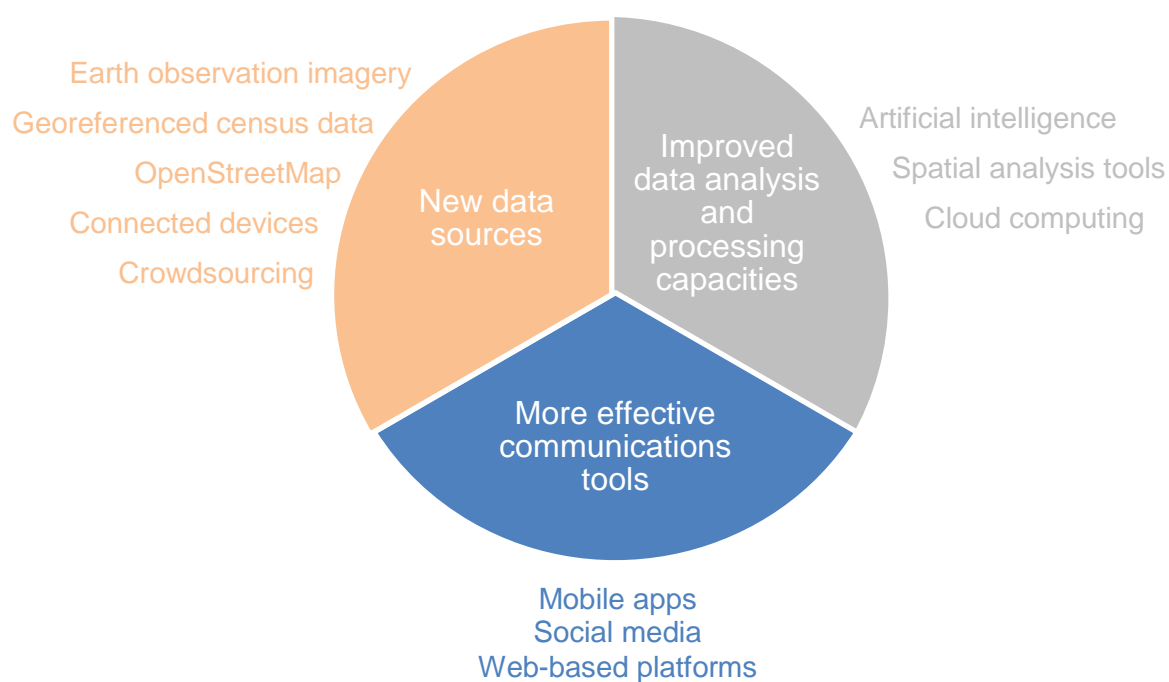 Earth observation imagery
Georeferenced census data
OpenStreetMap
Connected devices
Crowdsourcing
New data
sources
Improved
data analysis
and
processing
capacities
Artificial intelligence
Spatial analysis tools
Cloud computing
More effective
communications
tools
Mobile apps
Social media
Web-based platforms